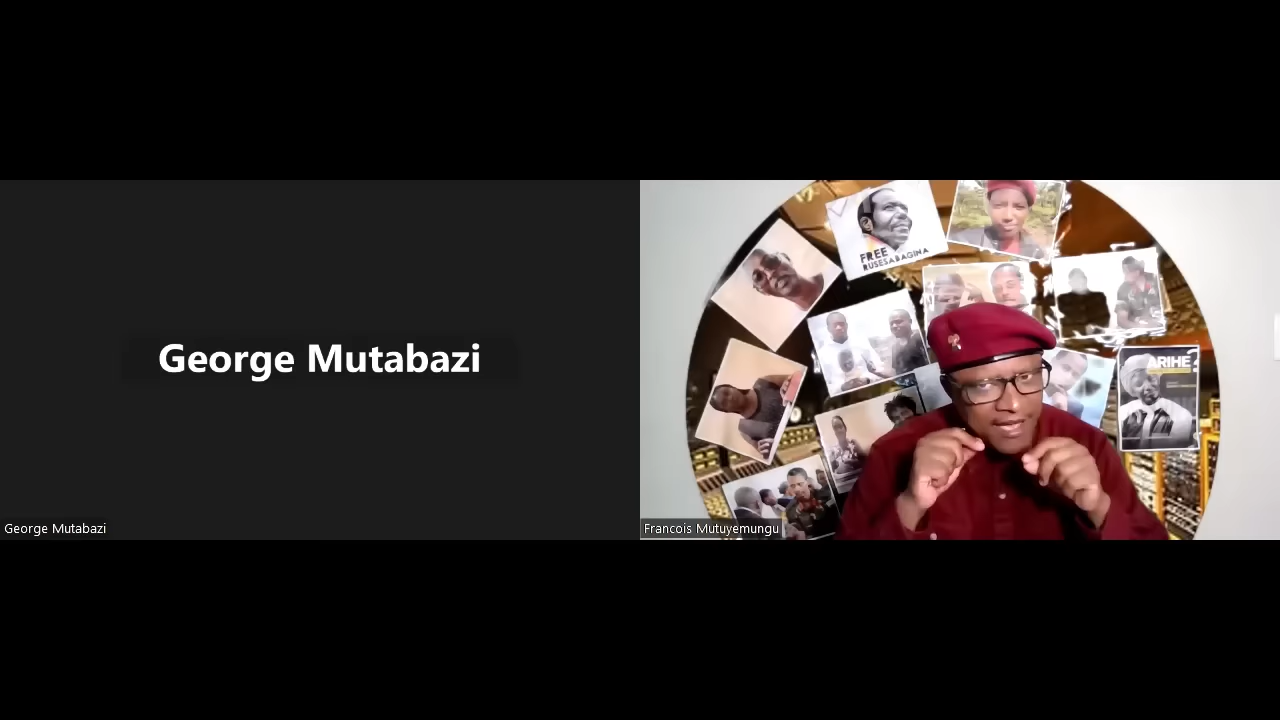 George Mutabazi
George Mutabazi
FREE
RUSESABAGINA
ARIHE ?
Francois Mutuyemungu